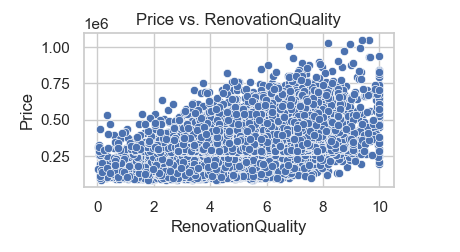 Price vs. RenovationQuality
1e6
1.00
0.75
0.50
0.25
Price
0 2 4 6 8 10
RenovationQuality